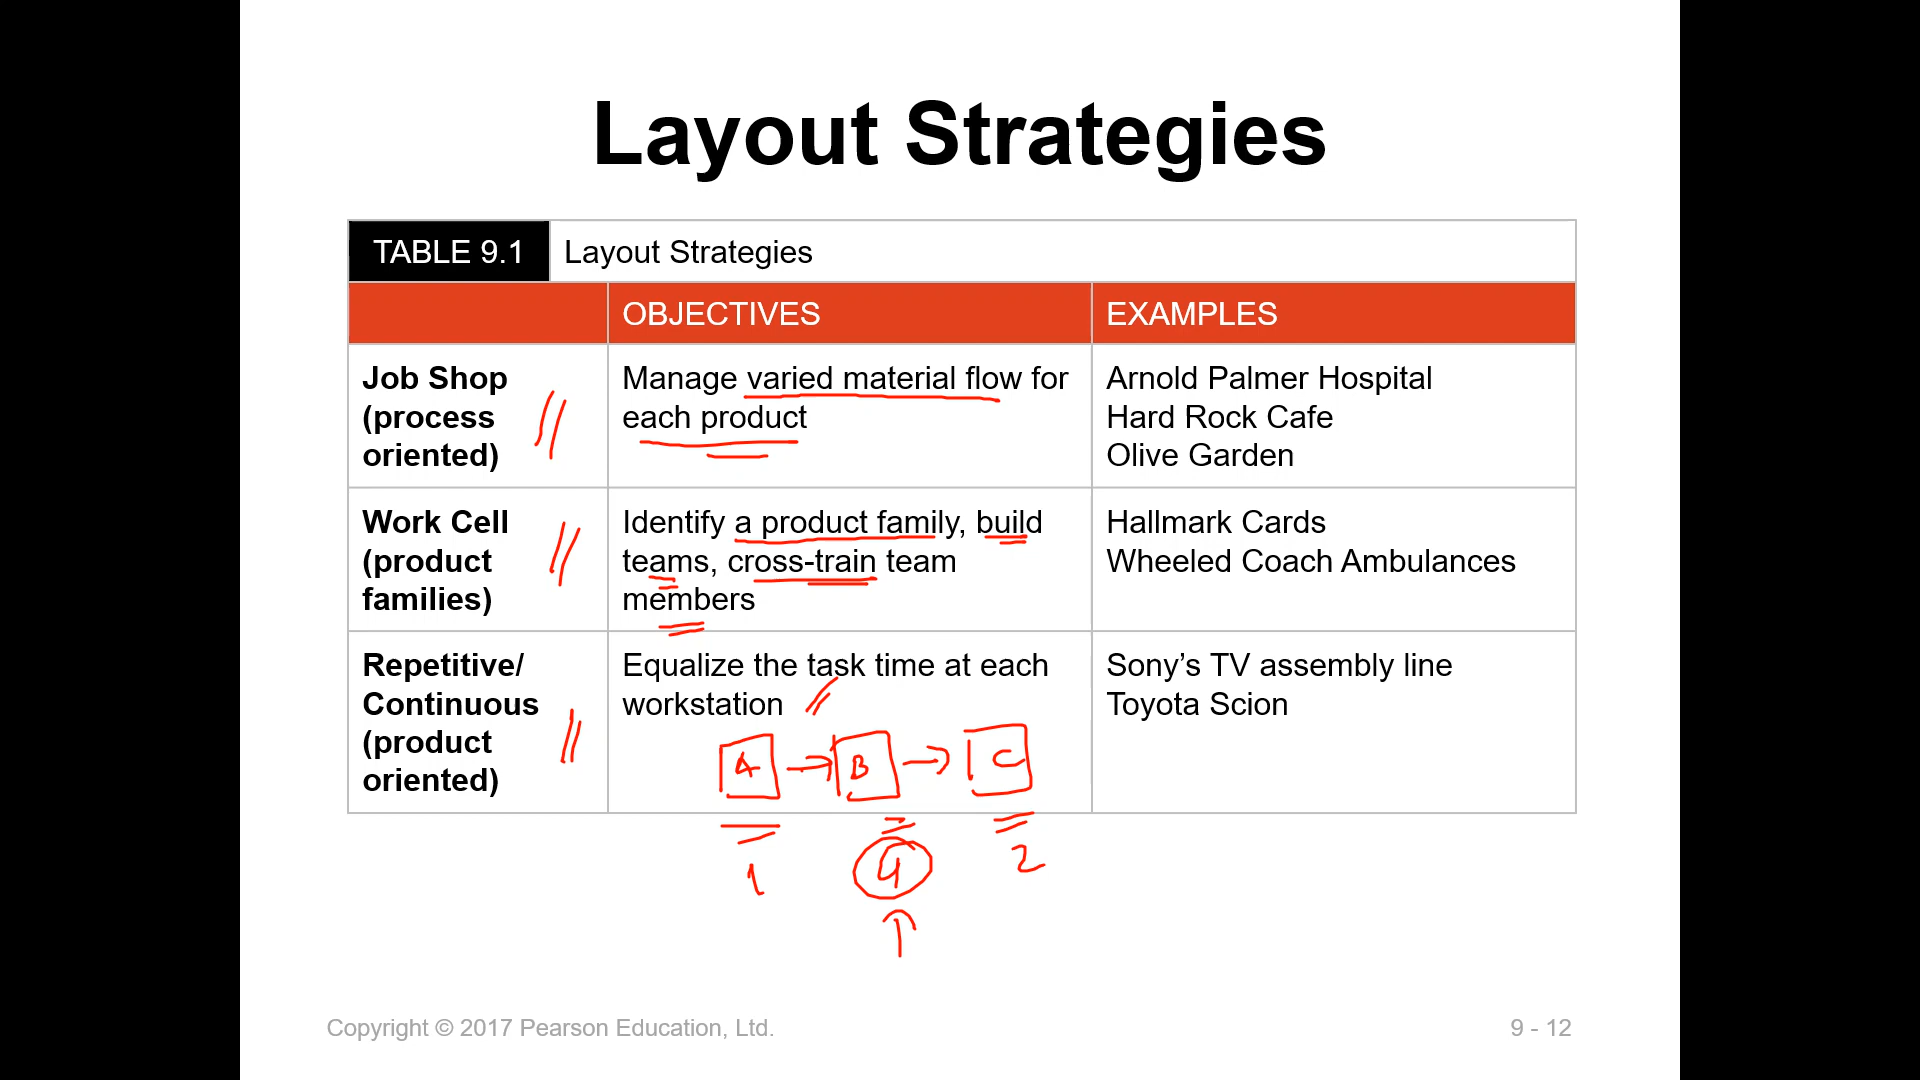 Layout Strategies
TABLE 9.1 Layout Strategies
OBJECTIVES EXAMPLES
Job Shop
(process
oriented)
Manage varied material flow for
each product
Arnold Palmer Hospital
Hard Rock Cafe
Olive Garden
Work Cell
(product
families)
Identify a product family, build
teams, cross-train team
members
Hallmark Cards
Wheeled Coach Ambulances
Repetitive/
Continuous
(product
oriented)
Equalize the task time at each
workstation
Sony’s TV assembly line
Toyota Scion
A → B → C
1 4 2
Copyright © 2017 Pearson Education, Ltd.
9 - 12